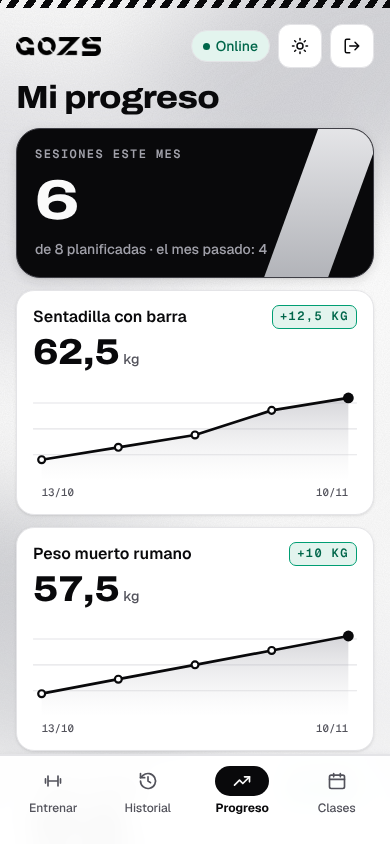 GOZS
Online
Mi progreso
SESIONES ESTE MES
6
de 8 planificadas · el mes pasado: 4
Sentadilla con barra
+12,5 KG
62,5 kg
13/10
10/11
Peso muerto rumano
+10 KG
57,5 kg
13/10
10/11
Entrenar
Historial
Progreso
Clases